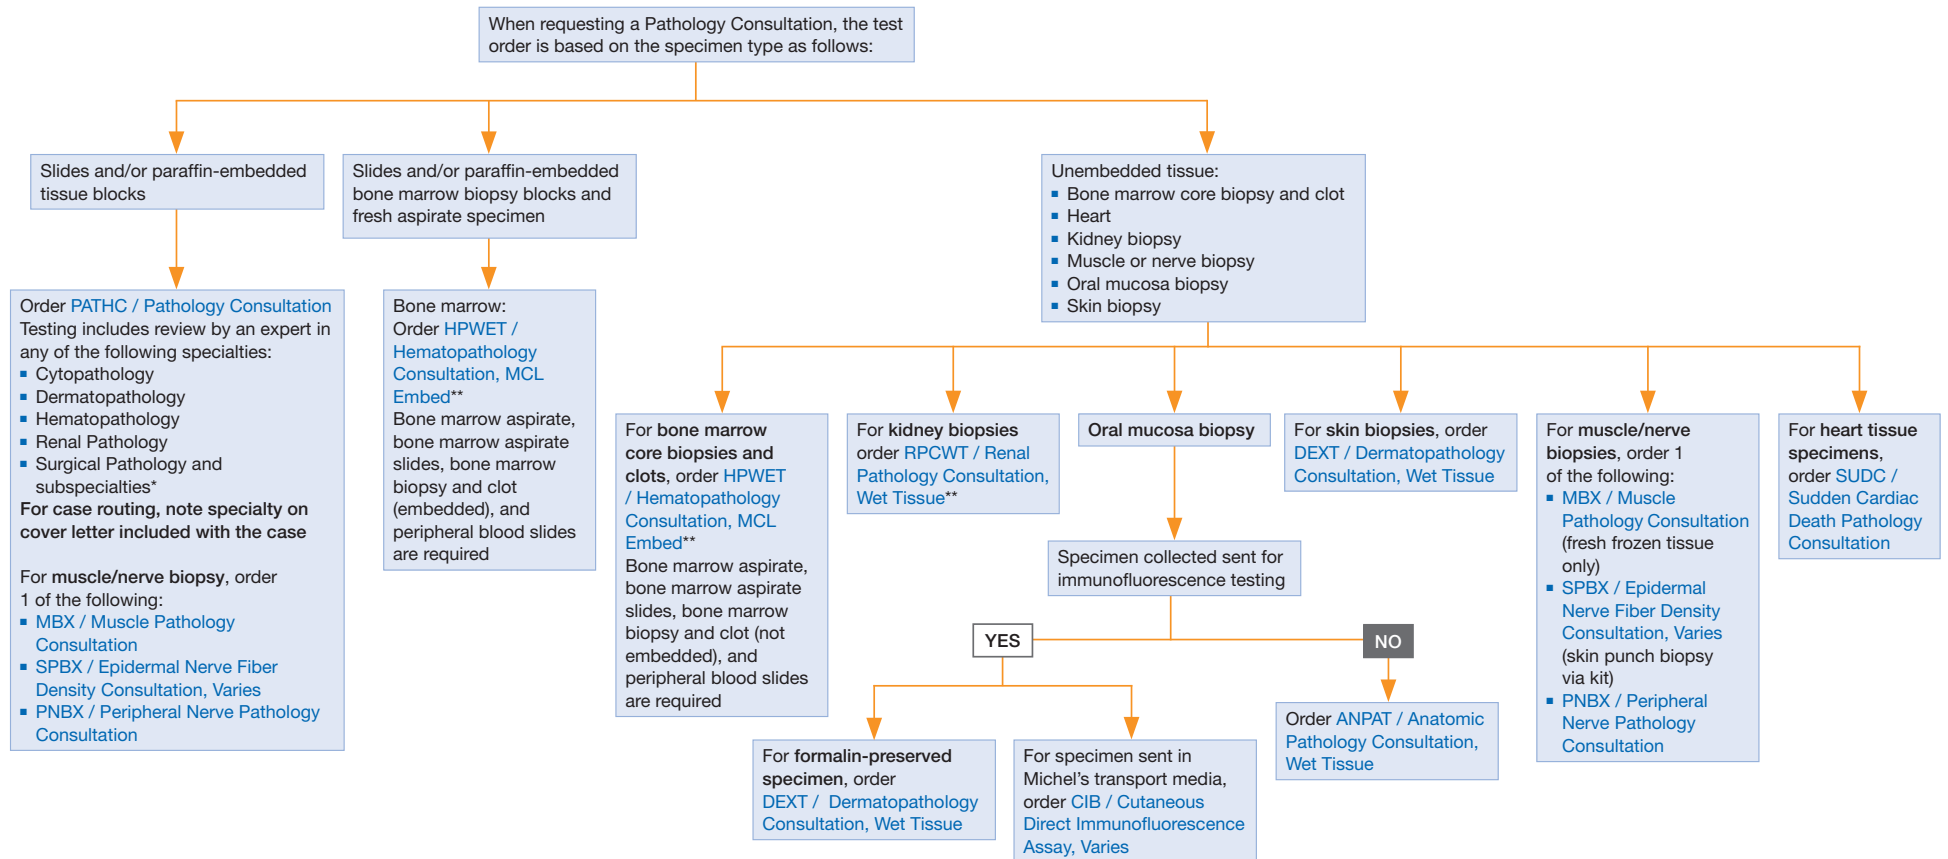 When requesting a Pathology Consultation, the test
order is based on the specimen type as follows:
Slides and/or paraffin-embedded
tissue blocks
Slides and/or paraffin-embedded
bone marrow biopsy blocks and
fresh aspirate specimen
Unembedded tissue:
▪ Bone marrow core biopsy and clot
▪ Heart
▪ Kidney biopsy
▪ Muscle or nerve biopsy
▪ Oral mucosa biopsy
▪ Skin biopsy
Order PATHC / Pathology Consultation
Testing includes review by an expert in
any of the following specialties:
▪ Cytopathology
▪ Dermatopathology
▪ Hematopathology
▪ Renal Pathology
▪ Surgical Pathology and
subspecialties*
For case routing, note specialty on
cover letter included with the case
For muscle/nerve biopsy, order
1 of the following:
▪ MBX / Muscle Pathology
Consultation
▪ SPBX / Epidermal Nerve Fiber
Density Consultation, Varies
▪ PNBX / Peripheral Nerve Pathology
Consultation
Bone marrow:
Order HPWET /
Hematopathology
Consultation, MCL
Embed**
Bone marrow aspirate,
bone marrow aspirate
slides, bone marrow
biopsy and clot
(embedded), and
peripheral blood slides
are required
For bone marrow
core biopsies and
clots, order HPWET
/ Hematopathology
Consultation, MCL
Embed**
Bone marrow aspirate,
bone marrow aspirate
slides, bone marrow
biopsy and clot (not
embedded), and
peripheral blood slides
are required
For kidney biopsies
order RPCWT / Renal
Pathology Consultation,
Wet Tissue**
Oral mucosa biopsy
Specimen collected sent for
immunofluorescence testing
YES
NO
For formalin-preserved
specimen, order
DEXT / Dermatopathology
Consultation, Wet Tissue
For specimen sent in
Michel's transport media,
order CIB / Cutaneous
Direct Immunofluorescence
Assay, Varies
Order ANPAT / Anatomic
Pathology Consultation,
Wet Tissue
For skin biopsies, order
DEXT / Dermatopathology
Consultation, Wet Tissue
For muscle/nerve
biopsies, order 1
of the following:
▪ MBX / Muscle
Pathology Consultation
(fresh frozen tissue
only)
▪ SPBX / Epidermal
Nerve Fiber Density
Consultation, Varies
(skin punch biopsy
via kit)
▪ PNBX / Peripheral
Nerve Pathology
Consultation
For heart tissue
specimens,
order SUDC /
Sudden Cardiac
Death Pathology
Consultation